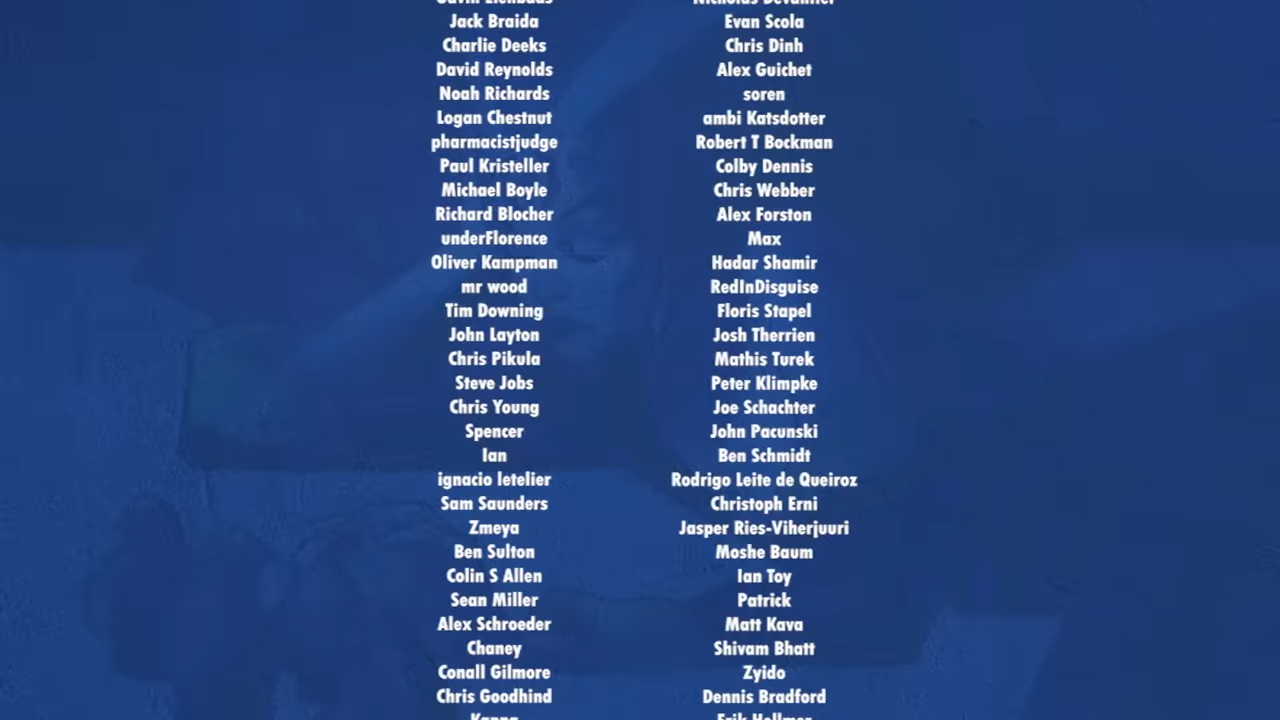 Jack Braida
Charlie Deeks
David Reynolds
Noah Richards
Logan Chestnut
pharmacistjudge
Paul Kristeller
Michael Boyle
Richard Blocher
underFlorence
Oliver Kampman
mr wood
Tim Downing
John Layton
Chris Pikula
Steve Jobs
Chris Young
Spencer
Ian
ignacio letelier
Sam Saunders
Zmeya
Ben Sulton
Colin S Allen
Sean Miller
Alex Schroeder
Chaney
Conall Gilmore
Chris Goodhind
Evan Scola
Chris Dinh
Alex Guichet
soren
ambi Katsdotter
Robert T Bockman
Colby Dennis
Chris Webber
Alex Forston
Max
Hadar Shamir
RedInDisguise
Floris Stapel
Josh Therrien
Mathis Turek
Peter Klimpke
Joe Schachter
John Pacunski
Ben Schmidt
Rodrigo Leite de Queiroz
Christoph Erni
Jasper Ries-Viherjuuri
Moshe Baum
Ian Toy
Patrick
Matt Kava
Shivam Bhatt
Zyido
Dennis Bradford